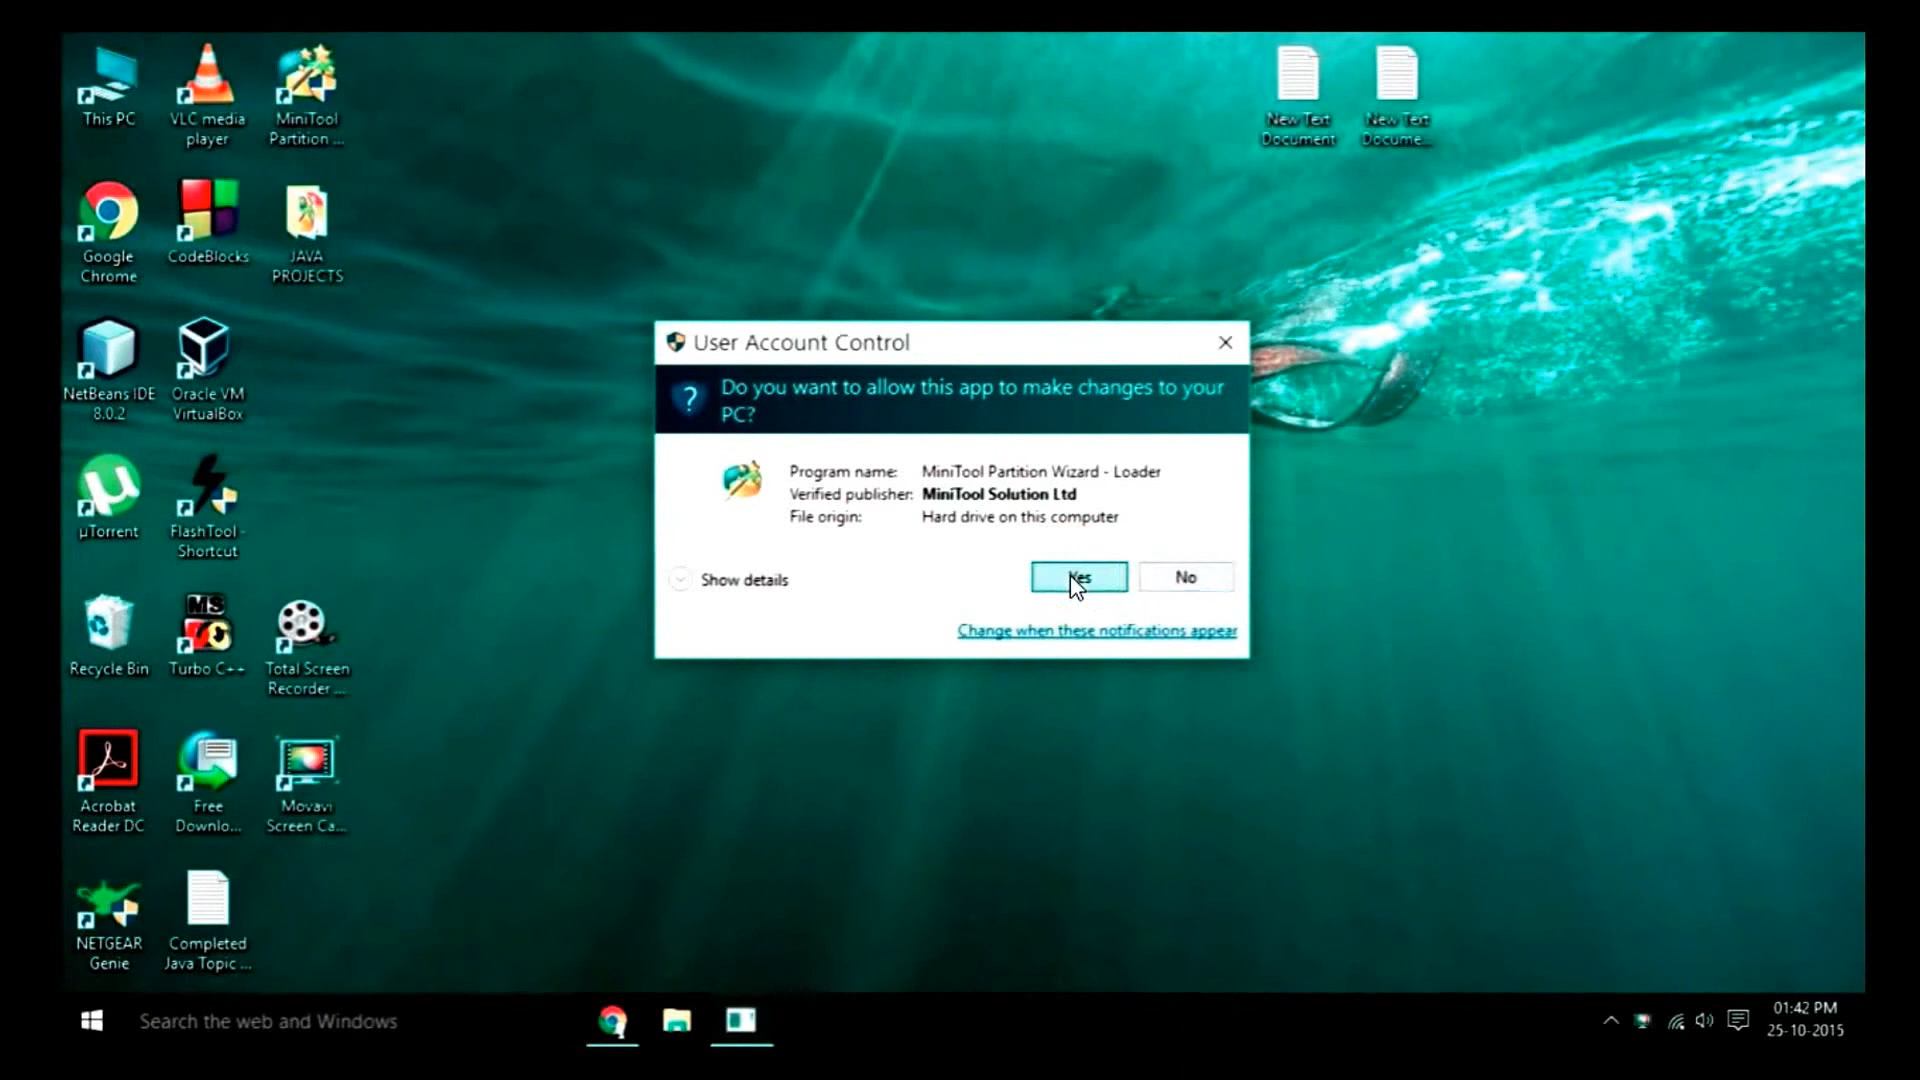 This PC
VLC media
player
MiniTool
Partition ...
New Text
Document
New Text
Docume...
Google
Chrome
CodeBlocks
JAVA
PROJECTS
NetBeans IDE
8.0.2
Oracle VM
VirtualBox
µTorrent
FlashTool -
Shortcut
Recycle Bin
MS
Turbo C++
Total Screen
Recorder ...
Acrobat
Reader DC
Free
Downlo...
Movavi
Screen Ca...
NETGEAR
Genie
Completed
Java Topic ...
User Account Control
Do you want to allow this app to make changes to your
PC?
Program name: MiniTool Partition Wizard - Loader
Verified publisher: MiniTool Solution Ltd
File origin: Hard drive on this computer
Show details
Yes
No
Change when these notifications appear
Search the web and Windows
01:42 PM
25-10-2015